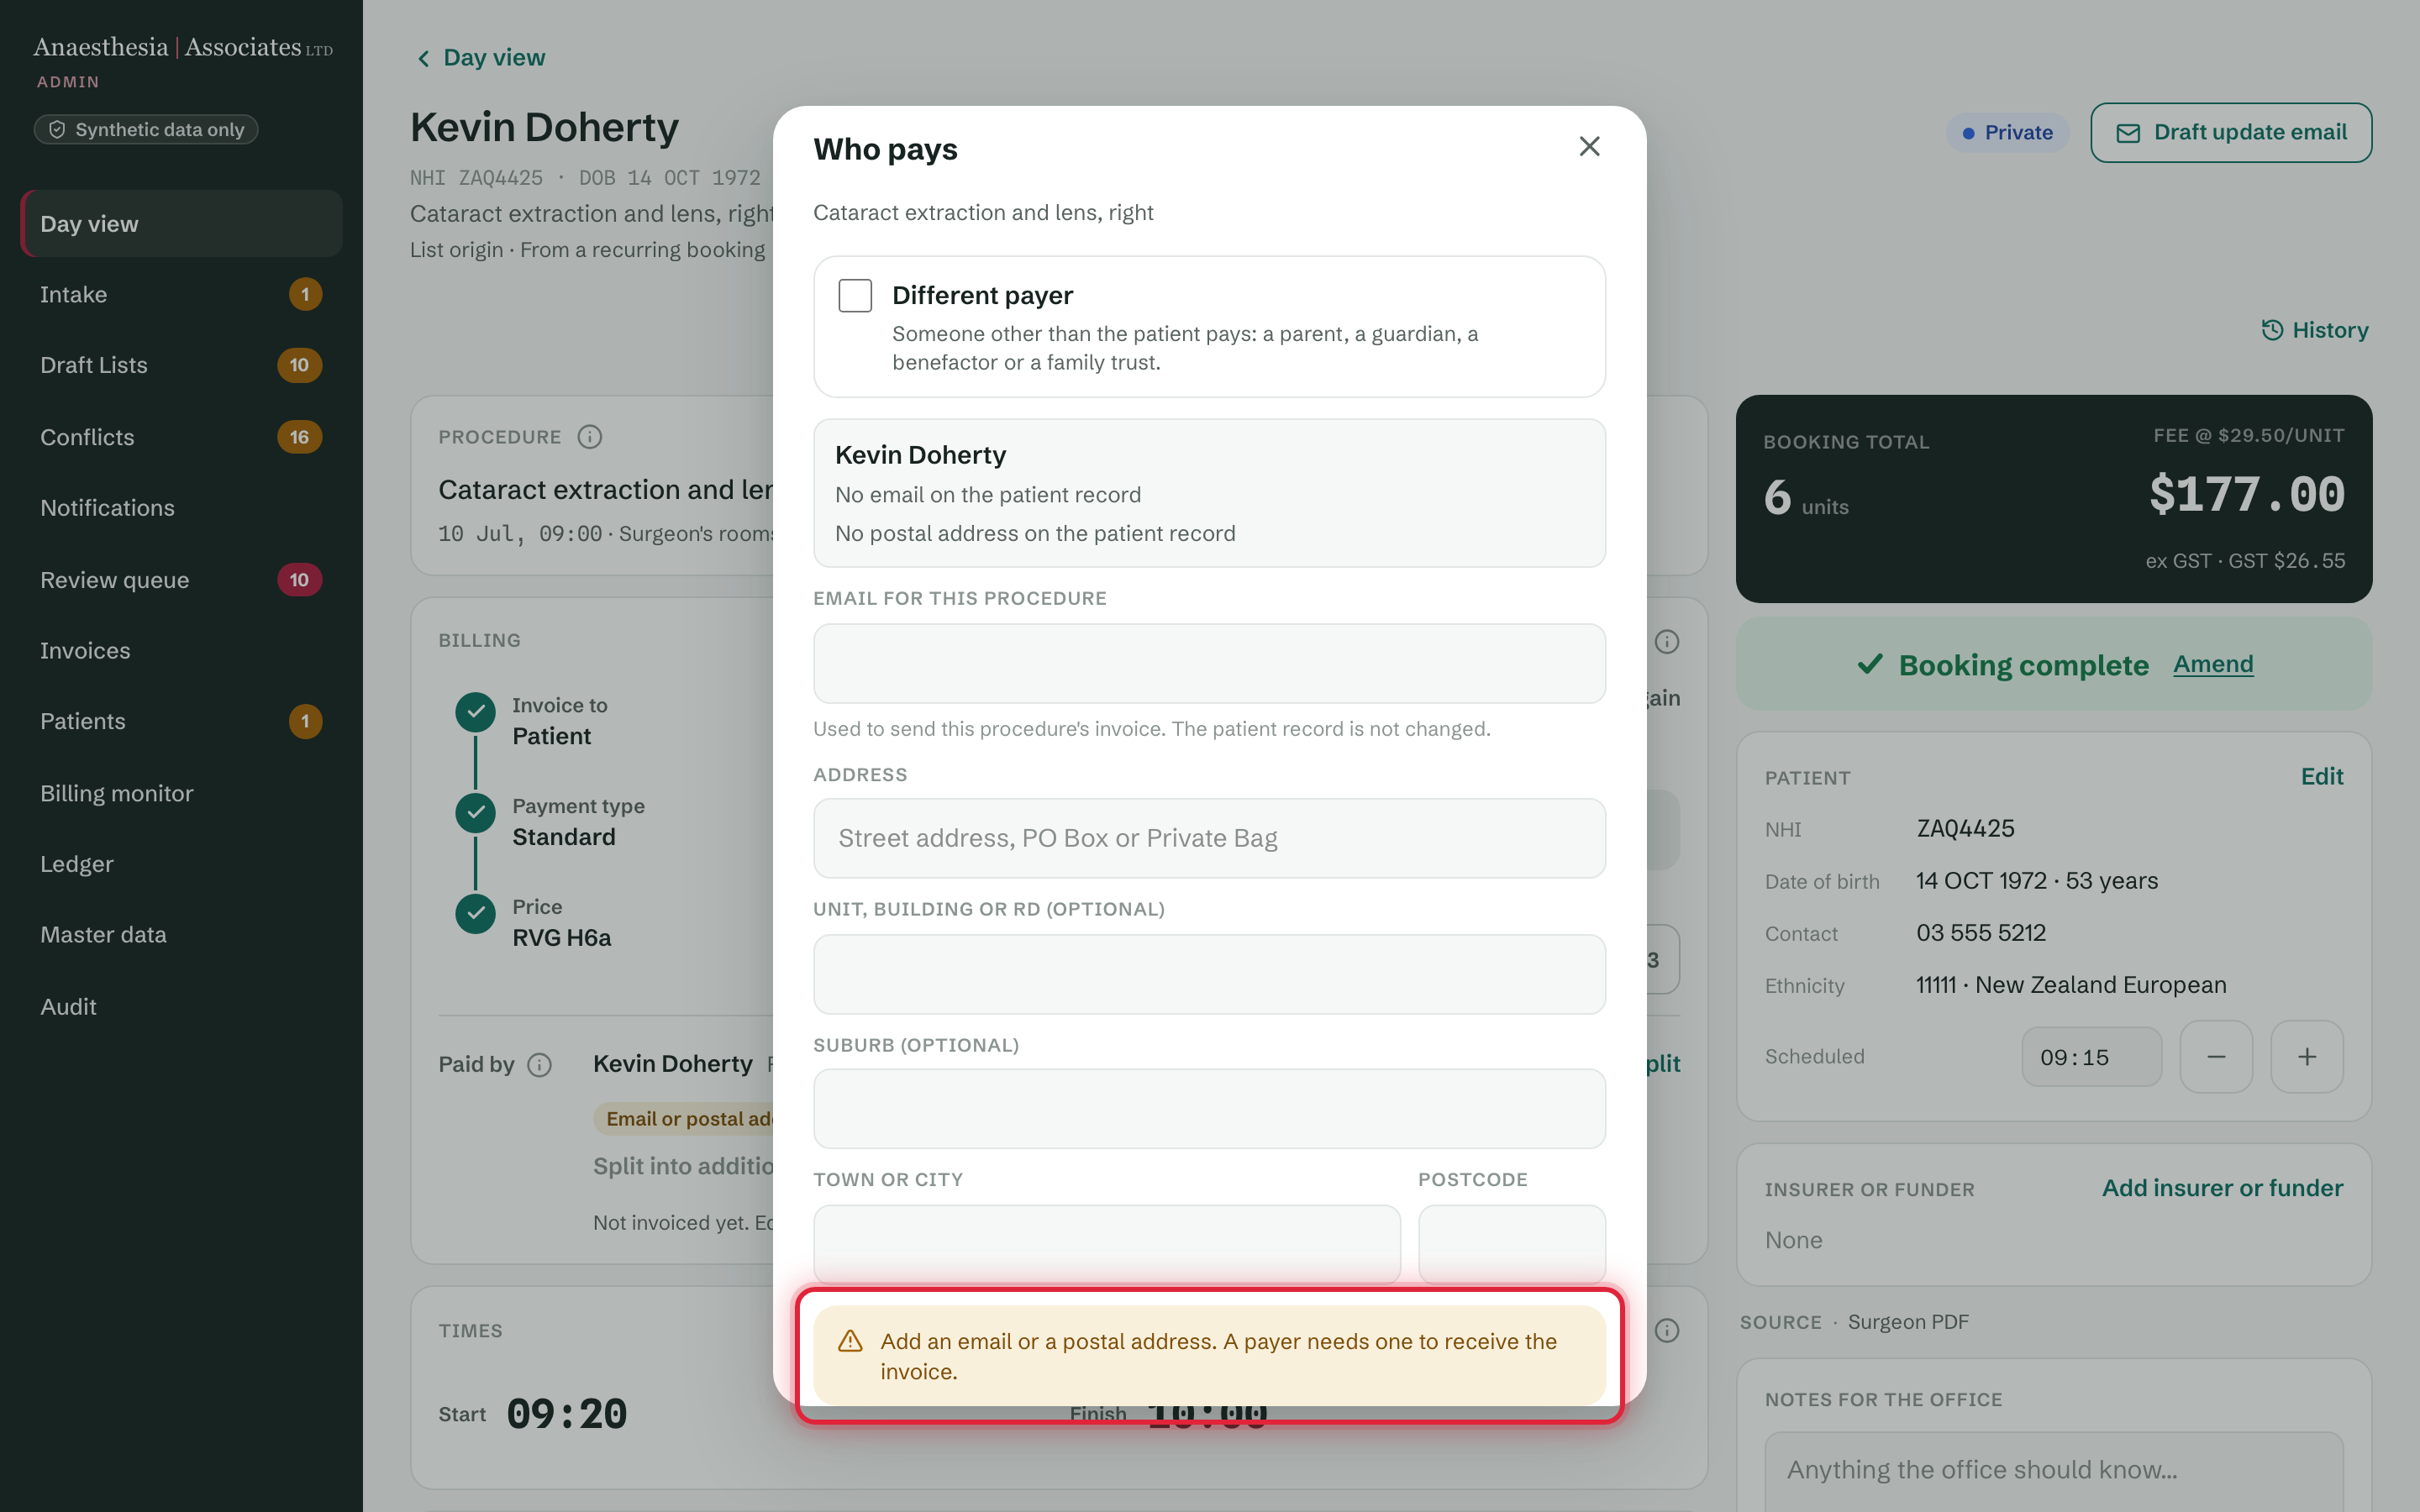 Anaesthesia | Associates LTD
ADMIN
Synthetic data only
Day view
Intake 1
Draft Lists 10
Conflicts 16
Notifications
Review queue 10
Invoices
Patients 1
Billing monitor
Ledger
Master data
Audit
Day view
Kevin Doherty
NHI ZAQ4425 · DOB 14 OCT 1972
Cataract extraction and lens, right
List origin · From a recurring booking
Private
Draft update email
History
PROCEDURE
Cataract extraction and len
10 Jul, 09:00 · Surgeon's rooms
BILLING
Invoice to
Patient
Payment type
Standard
Price
RVG H6a
Paid by
Kevin Doherty
Email or postal ad
Split into additio
Not invoiced yet. Ed
gain
3
plit
TIMES
Start 09:20
Finish 10:00
Who pays
Cataract extraction and lens, right
Different payer
Someone other than the patient pays: a parent, a guardian, a
benefactor or a family trust.
Kevin Doherty
No email on the patient record
No postal address on the patient record
EMAIL FOR THIS PROCEDURE
Used to send this procedure's invoice. The patient record is not changed.
ADDRESS
Street address, PO Box or Private Bag
UNIT, BUILDING OR RD (OPTIONAL)
SUBURB (OPTIONAL)
TOWN OR CITY
POSTCODE
Add an email or a postal address. A payer needs one to receive the
invoice.
BOOKING TOTAL
FEE @ $29.50/UNIT
6 units
$177.00
ex GST · GST $26.55
Booking complete Amend
PATIENT
Edit
NHI ZAQ4425
Date of birth 14 OCT 1972 · 53 years
Contact 03 555 5212
Ethnicity 11111 · New Zealand European
Scheduled 09:15 − +
INSURER OR FUNDER
Add insurer or funder
None
SOURCE · Surgeon PDF
NOTES FOR THE OFFICE
Anything the office should know...